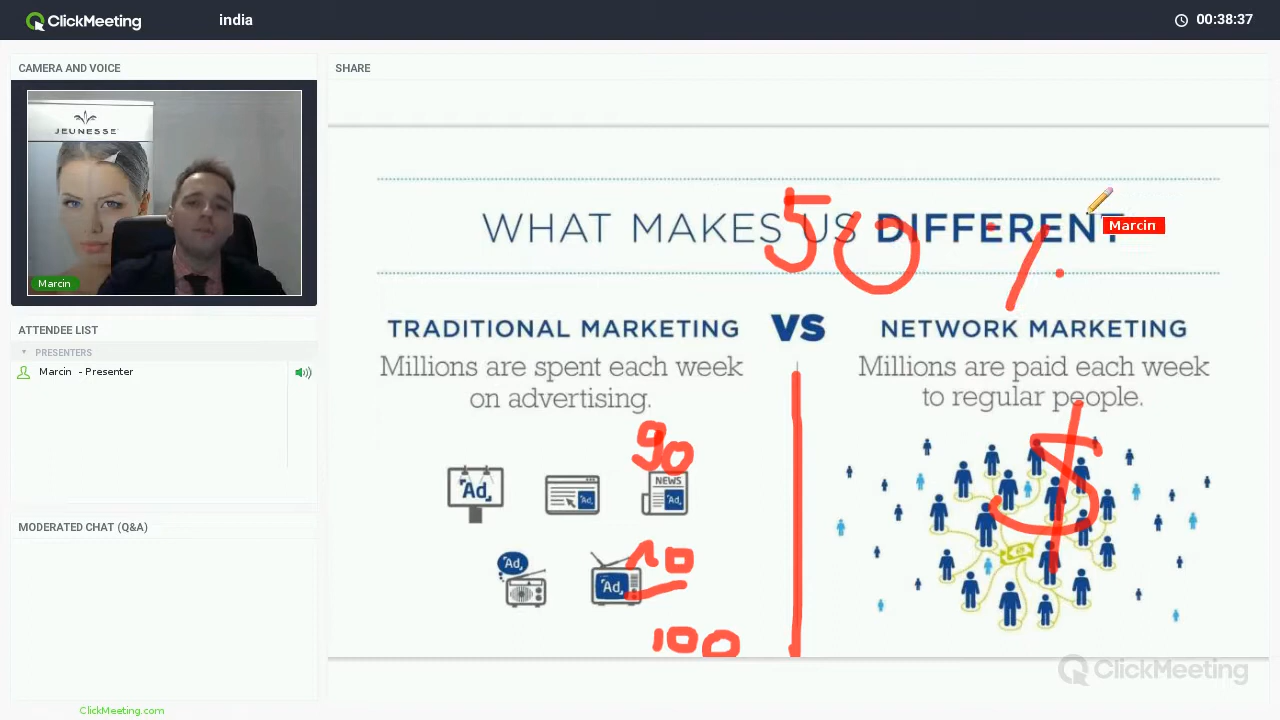 ClickMeeting
india
00:38:37
CAMERA AND VOICE
SHARE
JEUNESSE
Marcin
ATTENDEE LIST
PRESENTERS
Marcin - Presenter
MODERATED CHAT (Q&A)
ClickMeeting.com
50 %
WHAT MAKES US DIFFERENT
Marcin
TRADITIONAL MARKETING
VS
NETWORK MARKETING
Millions are spent each week
on advertising.
Millions are paid each week
to regular people.
90
Ad
Ad
NEWS
Ad
$
10
Ad
Ad
100
ClickMeeting